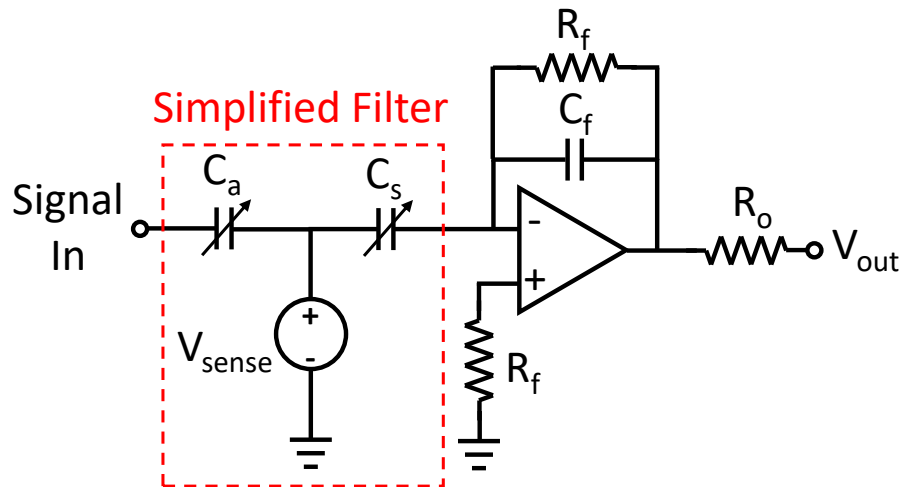 R_f
C_f
Simplified Filter
C_a
C_s
Signal
In
-
+
R_o
V_out
+
-
V_sense
R_f